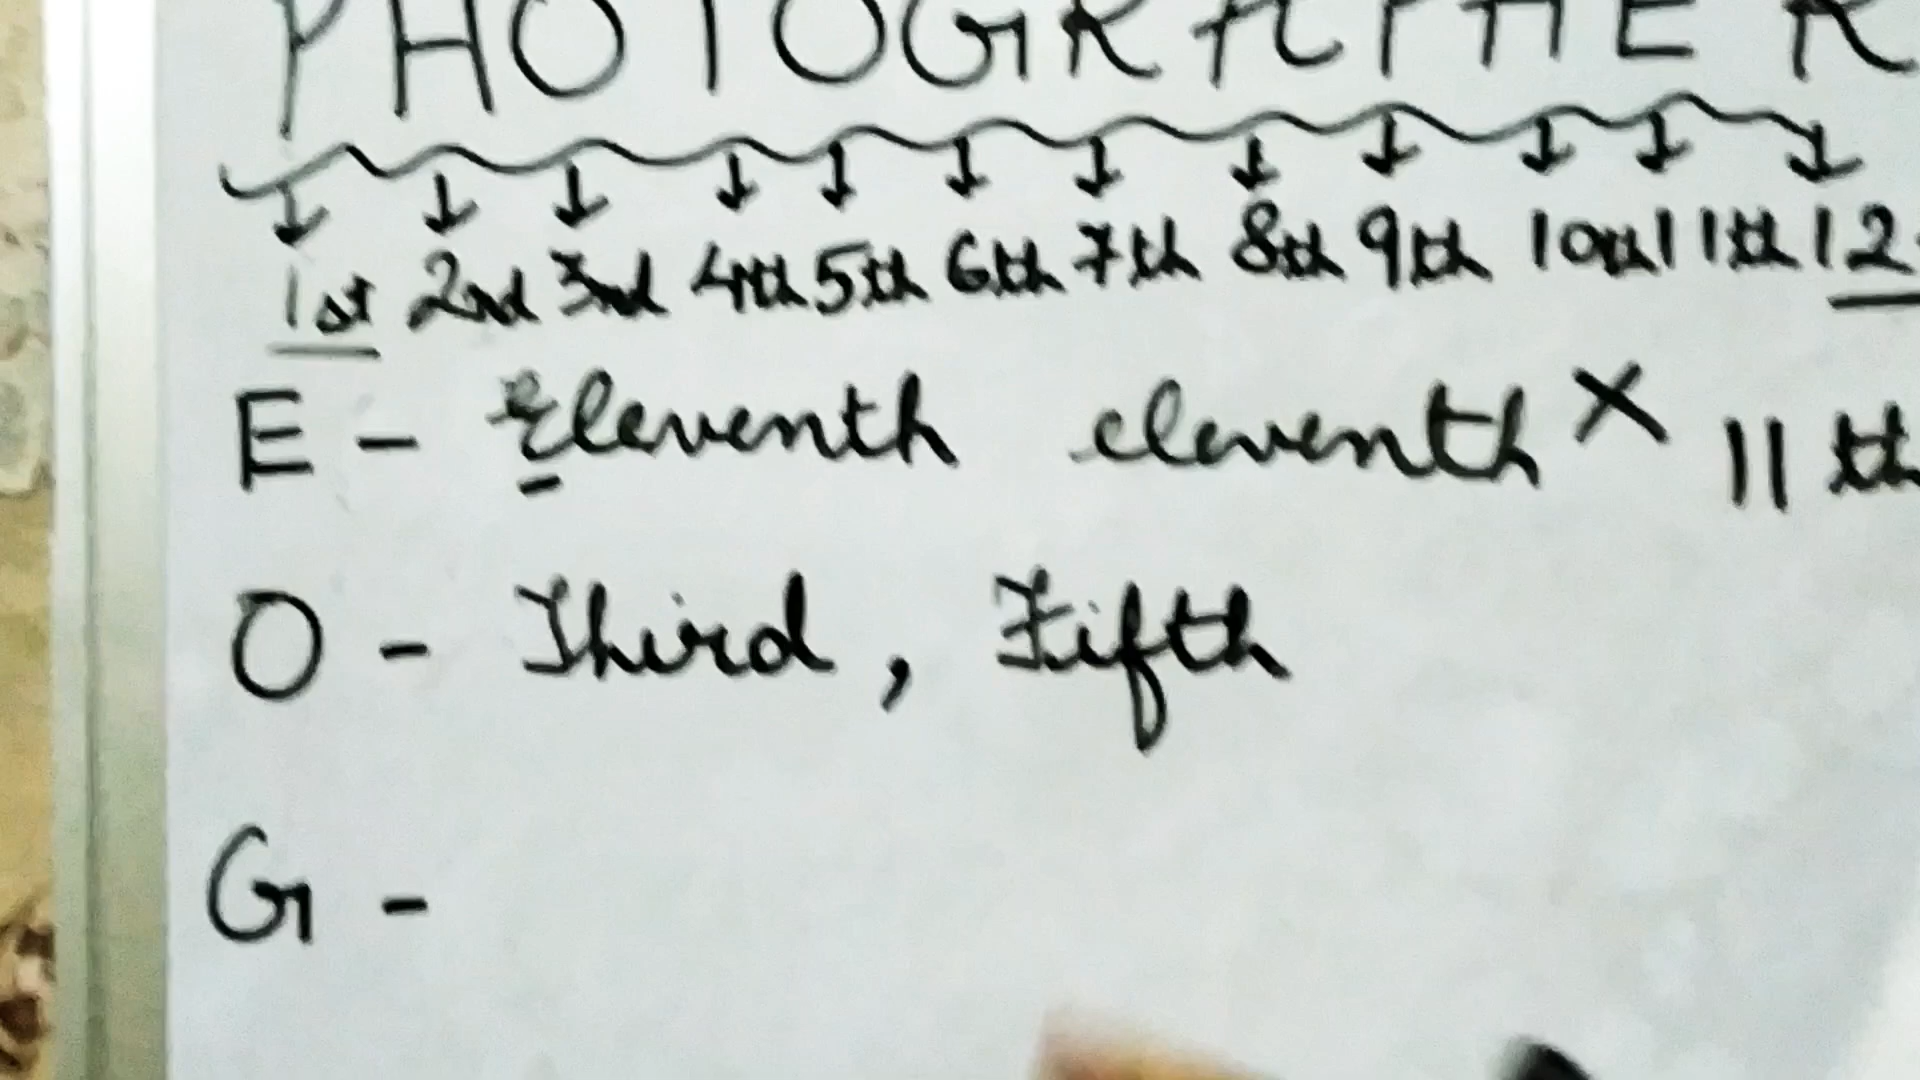 PHOTOGRAPHER
1st 2nd 3rd 4th 5th 6th 7th 8th 9th 10th 11th 12
E - Eleventh eleventh × 11th
O - Third, Fifth
G -